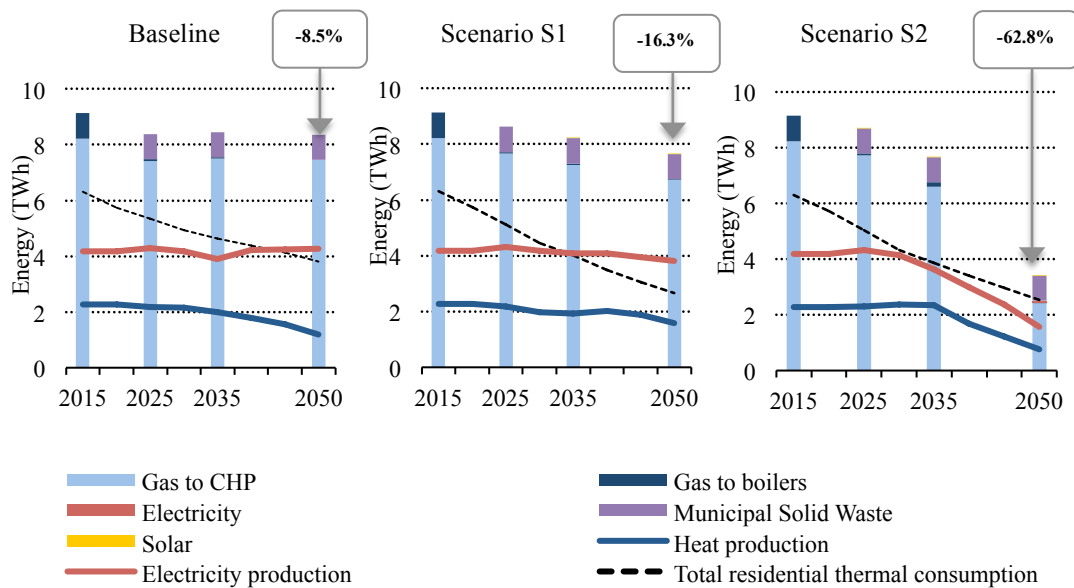 Baseline
-8.5%
Scenario S1
-16.3%
Scenario S2
-62.8%
Energy (TWh)
10
8
6
4
2
0
2015 2025 2035 2050
Energy (TWh)
10
8
6
4
2
0
2015 2025 2035 2050
Energy (TWh)
10
8
6
4
2
0
2015 2025 2035 2050
Gas to CHP
Gas to boilers
Electricity
Municipal Solid Waste
Solar
Heat production
Electricity production
Total residential thermal consumption